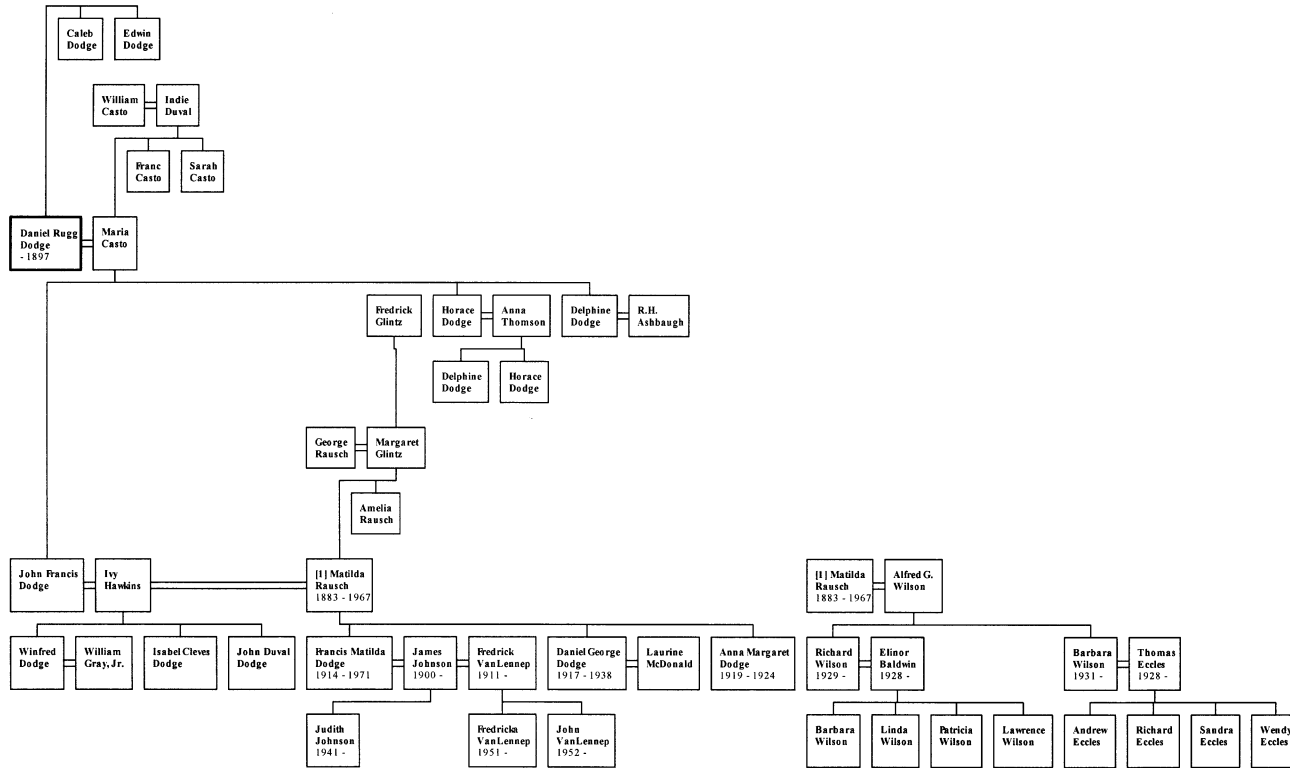 Caleb
Dodge
Edwin
Dodge
William
Casto
Indie
Duval
Franc
Casto
Sarah
Casto
Daniel Rugg
Dodge
- 1897
Maria
Casto
Fredrick
Glintz
Horace
Dodge
Anna
Thomson
Delphine
Dodge
R.H.
Ashbaugh
Delphine
Dodge
Horace
Dodge
George
Rausch
Margaret
Glintz
Amelia
Rausch
John Francis
Dodge
Ivy
Hawkins
[1] Matilda
Rausch
1883 - 1967
[1] Matilda
Rausch
1883 - 1967
Alfred G.
Wilson
Winfred
Dodge
William
Gray, Jr.
Isabel Cleves
Dodge
John Duval
Dodge
Francis Matilda
Dodge
1914 - 1971
James
Johnson
1900 -
Fredrick
VanLennep
1911 -
Daniel George
Dodge
1917 - 1938
Laurine
McDonald
Anna Margaret
Dodge
1919 - 1924
Richard
Wilson
1929 -
Elinor
Baldwin
1928 -
Barbara
Wilson
1931 -
Thomas
Eccles
1928 -
Judith
Johnson
1941 -
Fredricka
VanLennep
1951 -
John
VanLennep
1952 -
Barbara
Wilson
Linda
Wilson
Patricia
Wilson
Lawrence
Wilson
Andrew
Eccles
Richard
Eccles
Sandra
Eccles
Wendy
Eccles